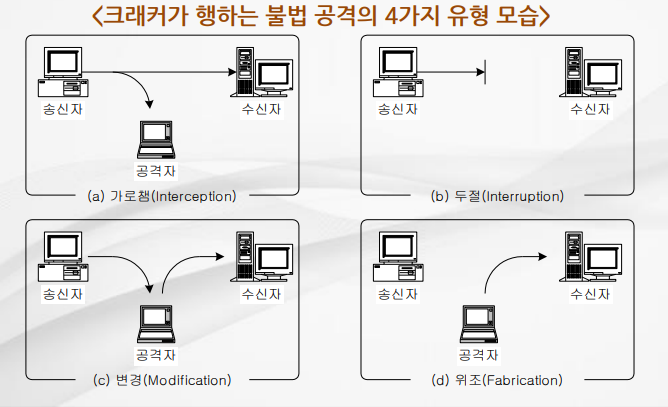 <크래커가 행하는 불법 공격의 4가지 유형 모습>
송신자
수신자
공격자
(a) 가로챔(Interception)
송신자
수신자
(b) 두절(Interruption)
송신자
수신자
공격자
(c) 변경(Modification)
송신자
수신자
공격자
(d) 위조(Fabrication)